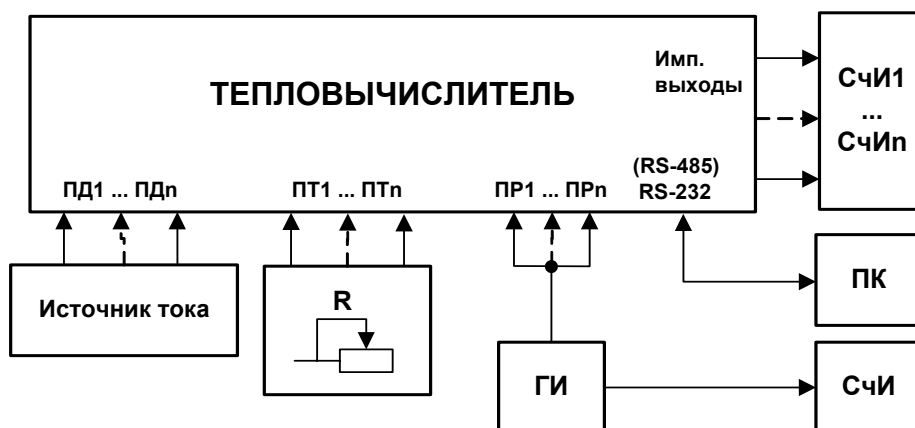 ТЕПЛОВЫЧИСЛИТЕЛЬ
Имп.
выходы
СчИ1
...
СчИn
ПД1 ... ПДn
ПТ1 ... ПТn
ПР1 ... ПРn
(RS-485)
RS-232
Источник тока
R
ГИ
ПК
СчИ